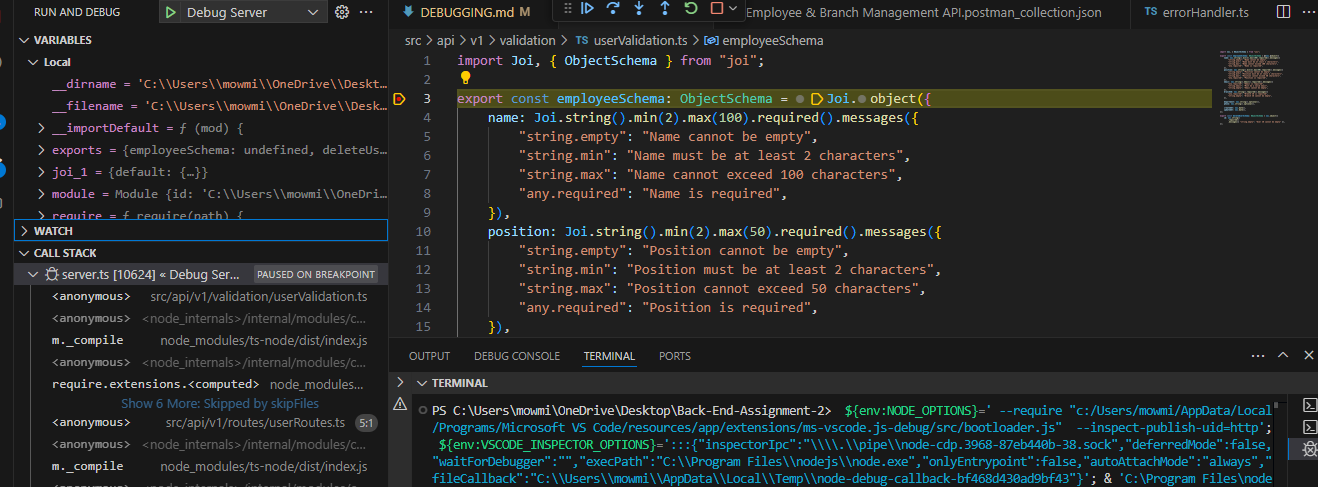 RUN AND DEBUG
Debug Server
VARIABLES
Local
__dirname = 'C:\\Users\\mowmi\\OneDrive\\Deskt…
__filename = 'C:\\Users\\mowmi\\OneDrive\\Desk…
__importDefault = ƒ (mod) {
exports = {employeeSchema: undefined, deleteUs…
joi_1 = {default: {…}}
module = Module {id: 'C:\\Users\\mowmi\\OneDri…
require = ƒ require(path) {
WATCH
CALL STACK
server.ts [10624] « Debug Ser... PAUSED ON BREAKPOINT
<anonymous> src/api/v1/validation/userValidation.ts
<anonymous> <node_internals>/internal/modules/c...
m._compile node_modules/ts-node/dist/index.js
<anonymous> <node_internals>/internal/modules/c...
require.extensions.<computed> node_modules...
Show 6 More: Skipped by skipFiles
<anonymous> src/api/v1/routes/userRoutes.ts 5:1
<anonymous> <node_internals>/internal/modules/c...
m._compile node_modules/ts-node/dist/index.js
DEBUGGING.md M
Employee & Branch Management API.postman_collection.json
TS errorHandler.ts
src > api > v1 > validation > TS userValidation.ts > employeeSchema
1 import Joi, { ObjectSchema } from "joi";
2
3 export const employeeSchema: ObjectSchema = Joi. object({
4 name: Joi.string().min(2).max(100).required().messages({
5 "string.empty": "Name cannot be empty",
6 "string.min": "Name must be at least 2 characters",
7 "string.max": "Name cannot exceed 100 characters",
8 "any.required": "Name is required",
9 }),
10 position: Joi.string().min(2).max(50).required().messages({
11 "string.empty": "Position cannot be empty",
12 "string.min": "Position must be at least 2 characters",
13 "string.max": "Position cannot exceed 50 characters",
14 "any.required": "Position is required",
15 }),
OUTPUT DEBUG CONSOLE TERMINAL PORTS
TERMINAL
PS C:\Users\mowmi\OneDrive\Desktop\Back-End-Assignment-2> ${env:NODE_OPTIONS}=' --require "c:/Users/mowmi/AppData/Local
/Programs/Microsoft VS Code/resources/app/extensions/ms-vscode.js-debug/src/bootloader.js" --inspect-publish-uid=http';
${env:VSCODE_INSPECTOR_OPTIONS}=':::{"inspectorIpc":"\\\\.\\pipe\\node-cdp.3968-87eb440b-38.sock","deferredMode":false,
"waitForDebugger":"","execPath":"C:\\Program Files\\nodejs\\node.exe","onlyEntrypoint":false,"autoAttachMode":"always","
fileCallback":"C:\\Users\\mowmi\\AppData\\Local\\Temp\\node-debug-callback-bf468d430ad9bf43"}'; & 'C:\Program Files\node